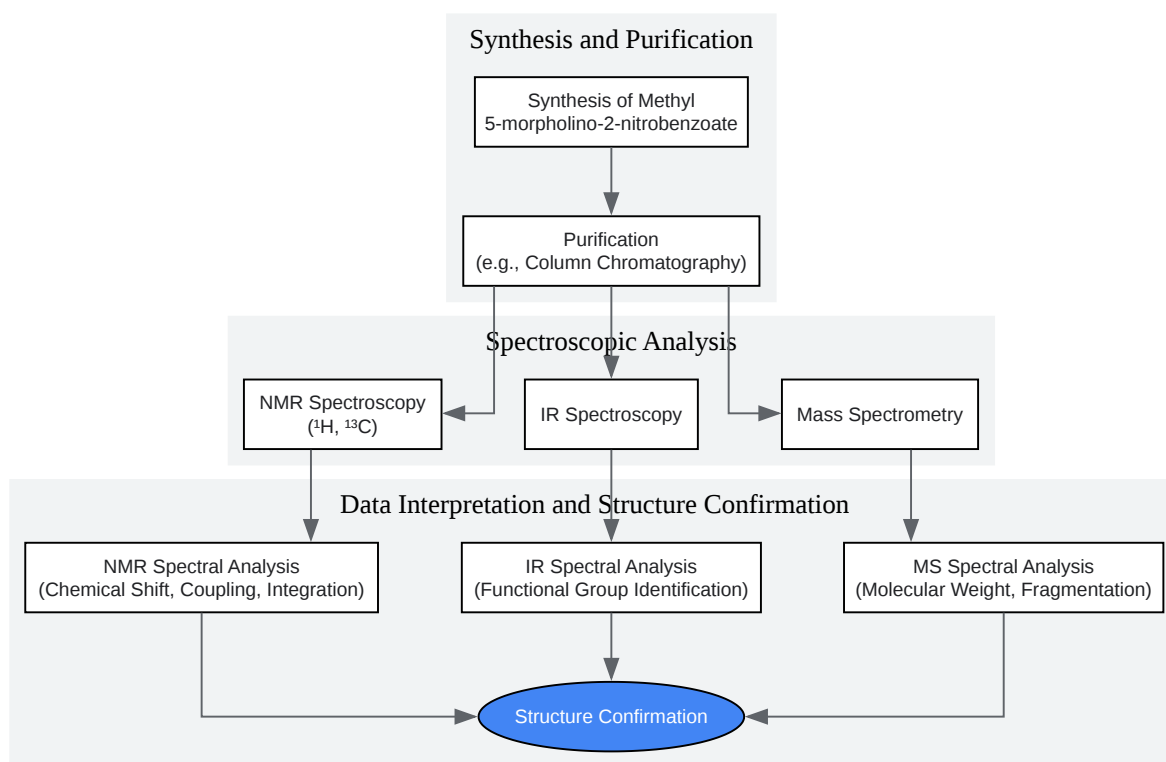 Synthesis and Purification
Synthesis of Methyl
5-morpholino-2-nitrobenzoate
Purification
(e.g., Column Chromatography)
Spectroscopic Analysis
NMR Spectroscopy
(¹H, ¹³C)
IR Spectroscopy
Mass Spectrometry
Data Interpretation and Structure Confirmation
NMR Spectral Analysis
(Chemical Shift, Coupling, Integration)
IR Spectral Analysis
(Functional Group Identification)
MS Spectral Analysis
(Molecular Weight, Fragmentation)
Structure Confirmation